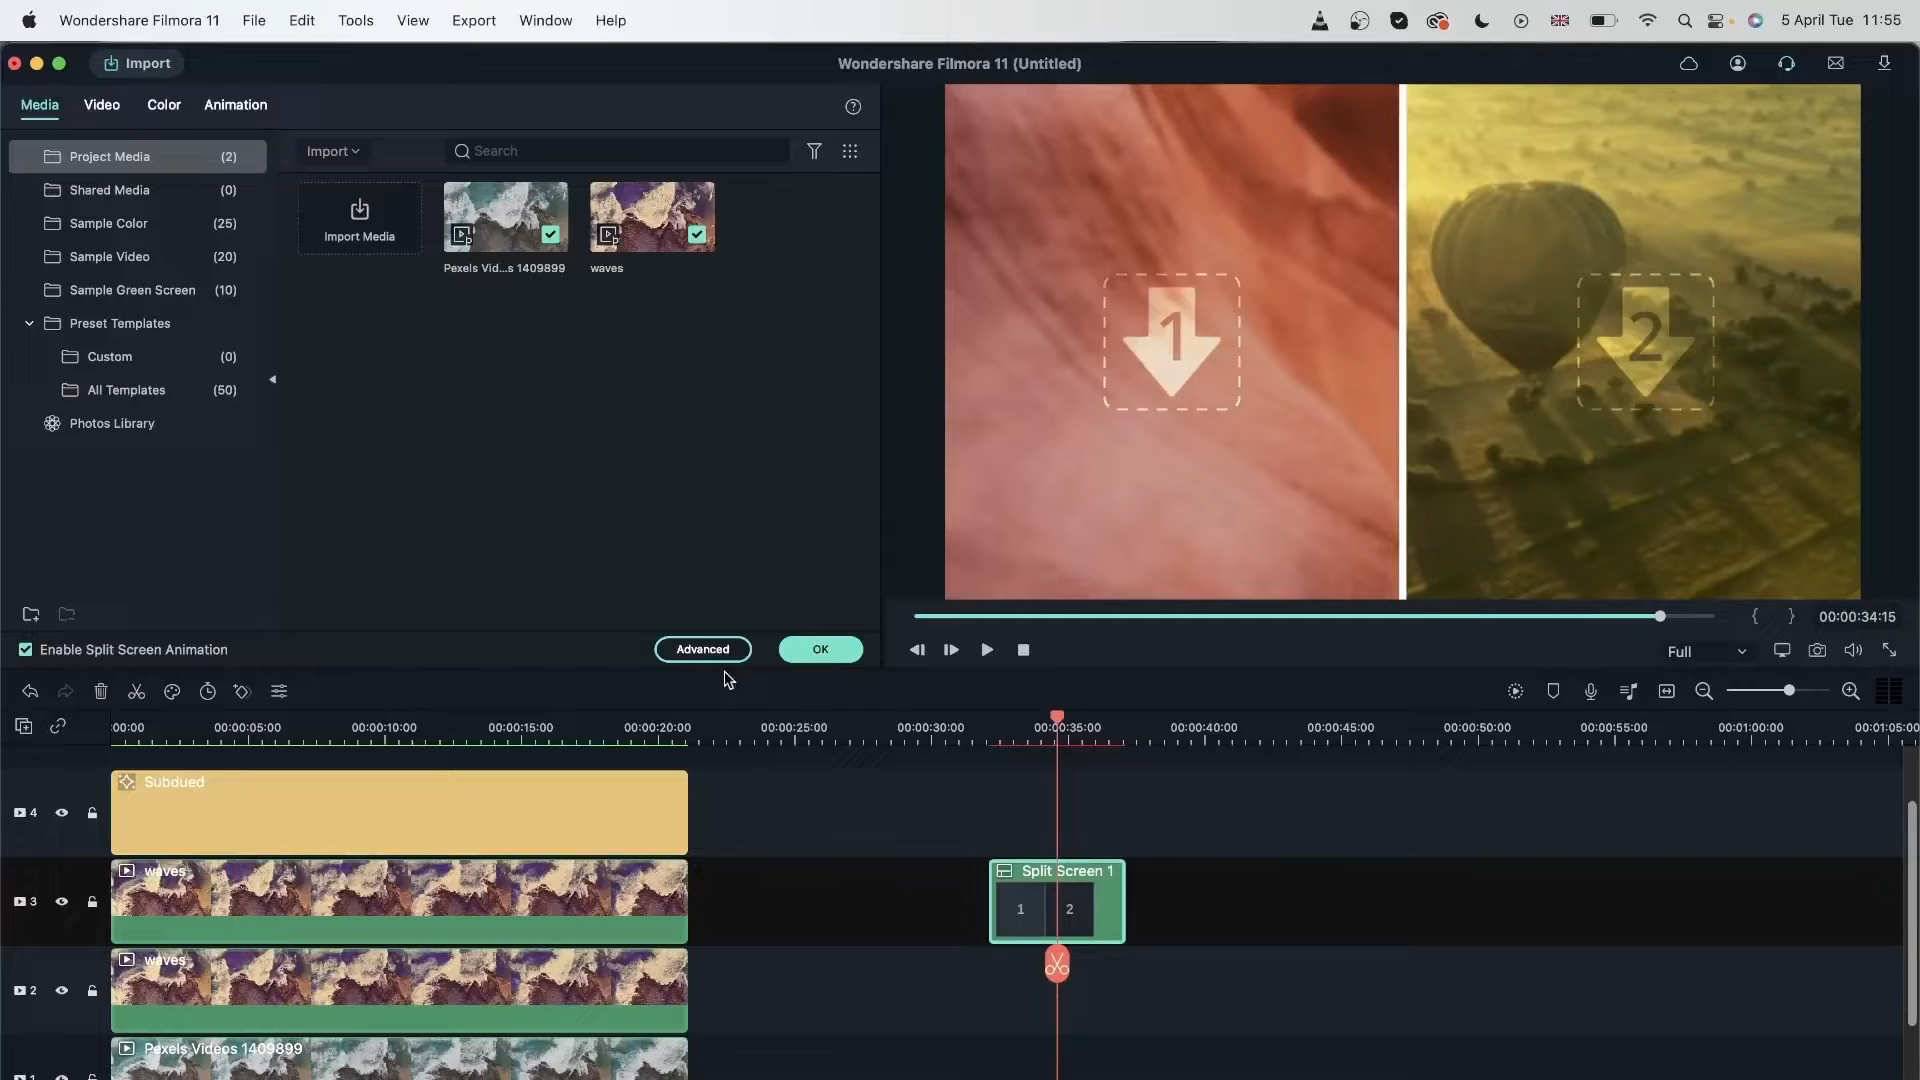 Wondershare Filmora 11 File Edit Tools View Export Window Help 5 April Tue 11:55
Import Wondershare Filmora 11 (Untitled)
Media Video Color Animation
Project Media (2)
Shared Media (0)
Sample Color (25)
Sample Video (20)
Sample Green Screen (10)
Preset Templates
Custom (0)
All Templates (50)
Photos Library
Import Search
Import Media
Pexels Vid...s 1409899 waves
1 2
Enable Split Screen Animation Advanced OK
{ } 00:00:34:15
Full
:00:00 00:00:05:00 00:00:10:00 00:00:15:00 00:00:20:00 00:00:25:00 00:00:30:00 00:00:35:00 00:00:40:00 00:00:45:00 00:00:50:00 00:00:55:00 00:01:00:00 00:01:05:00
4 Subdued
3 waves Split Screen 1
1 2
2 waves
1 Pexels Videos 1409899